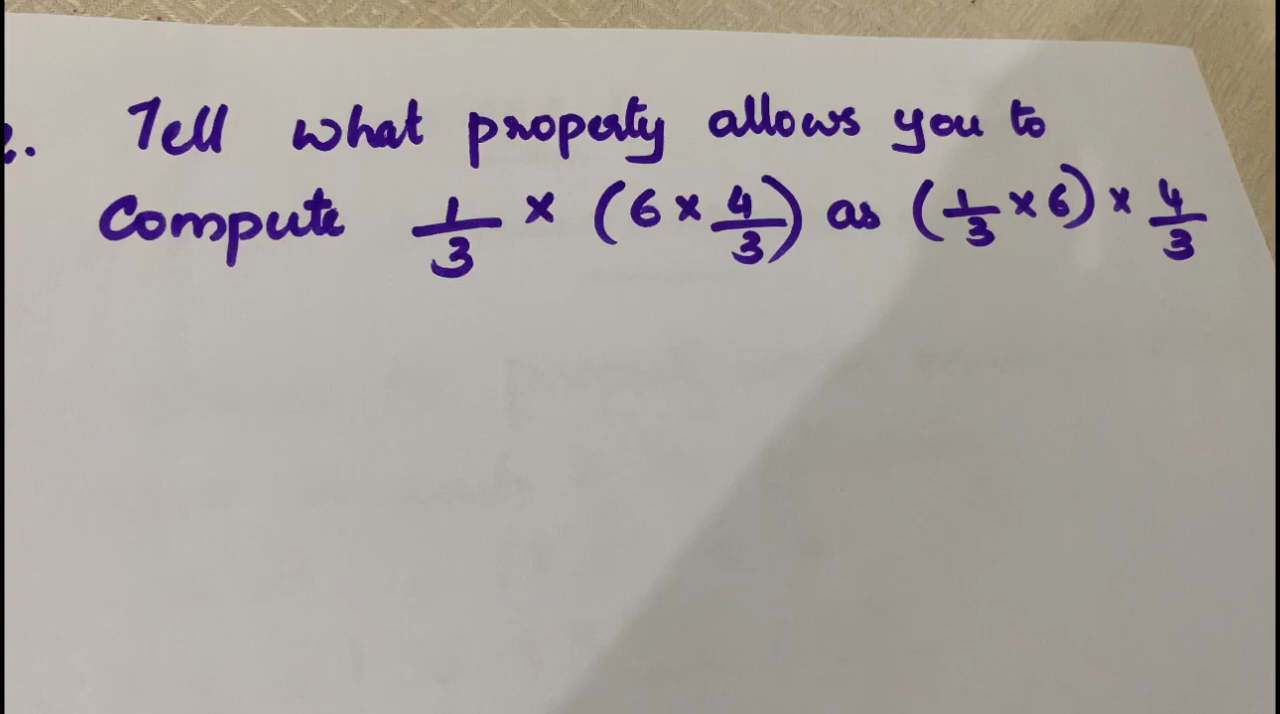 Tell what property allows you to
Compute 1/3 × (6 × 4/3) as (1/3 × 6) × 4/3